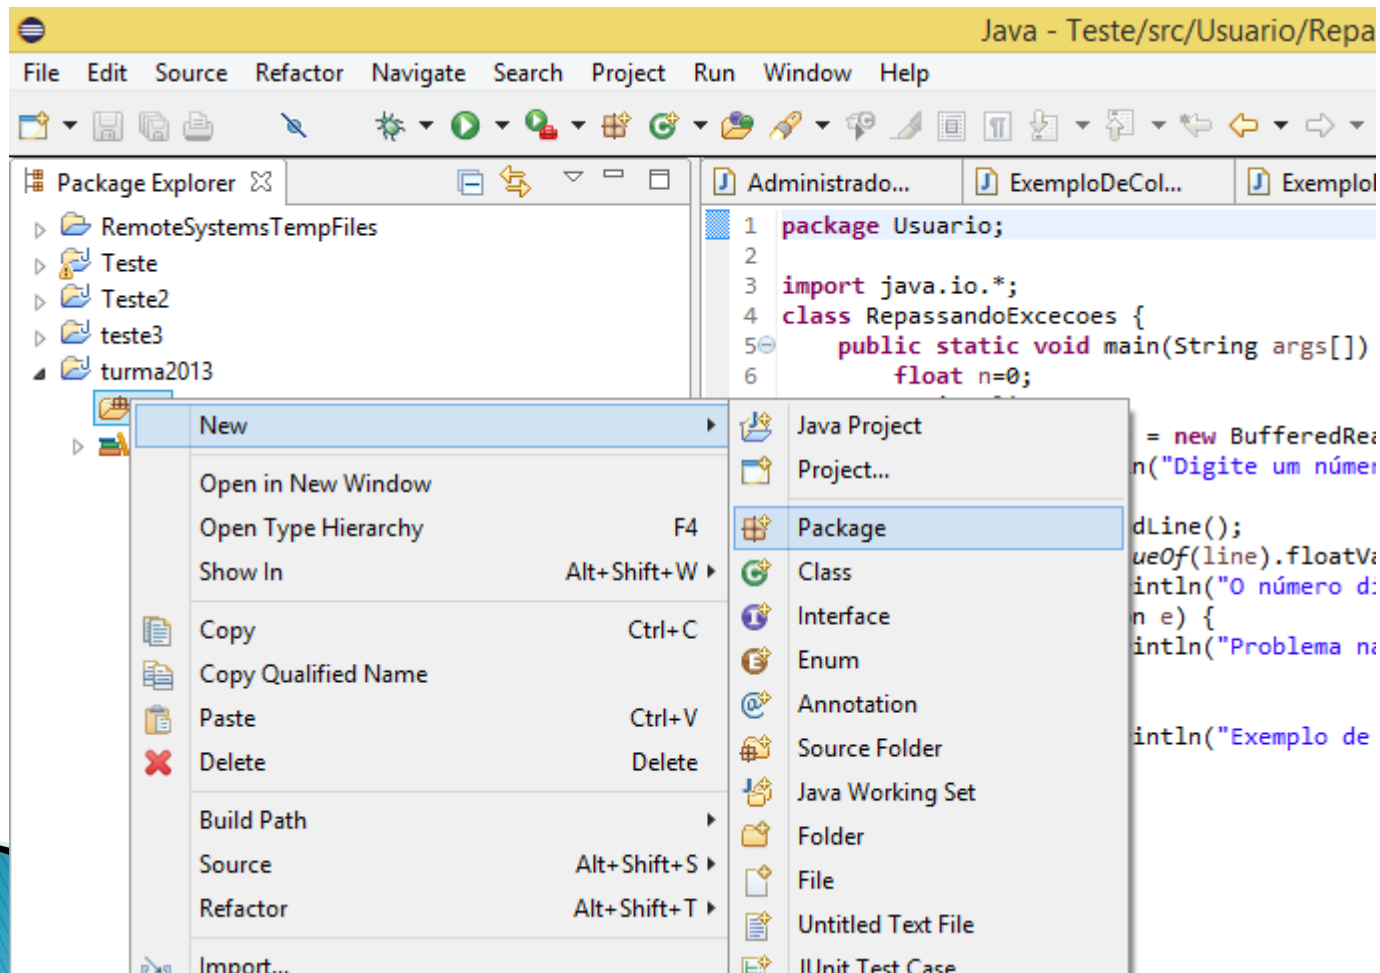 Java - Teste/src/Usuario/Repa
File Edit Source Refactor Navigate Search Project Run Window Help
Package Explorer
RemoteSystemsTempFiles
Teste
Teste2
teste3
turma2013
Administrado...
ExemploDeCol...
Exemplo
1 package Usuario;
2
3 import java.io.*;
4 class RepassandoExcecoes {
5 public static void main(String args[])
6 float n=0;
= new BufferedRea
n("Digite um númer
dLine();
ueOf(line).floatVa
intln("O número di
n e) {
intln("Problema na
intln("Exemplo de
New
Open in New Window
Open Type Hierarchy F4
Show In Alt+Shift+W
Copy Ctrl+C
Copy Qualified Name
Paste Ctrl+V
Delete Delete
Build Path
Source Alt+Shift+S
Refactor Alt+Shift+T
Import...
Java Project
Project...
Package
Class
Interface
Enum
Annotation
Source Folder
Java Working Set
Folder
File
Untitled Text File
JUnit Test Case